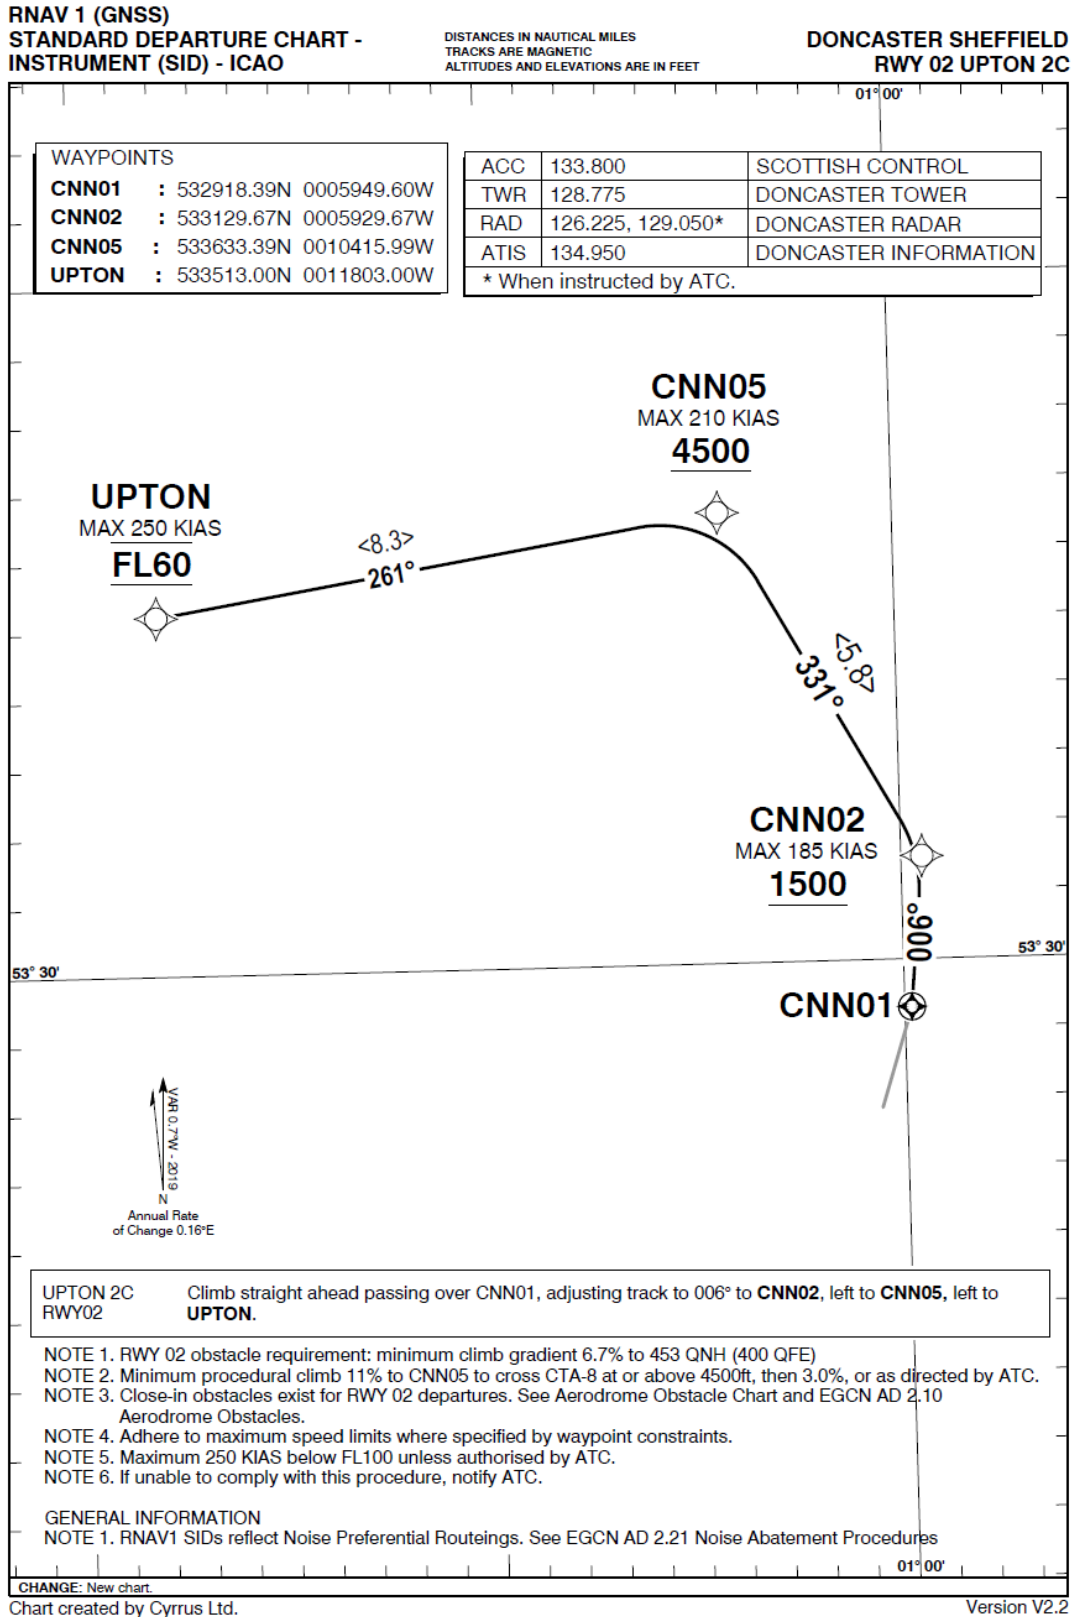 RNAV 1 (GNSS)
STANDARD DEPARTURE CHART -
INSTRUMENT (SID) - ICAO
DISTANCES IN NAUTICAL MILES
TRACKS ARE MAGNETIC
ALTITUDES AND ELEVATIONS ARE IN FEET
DONCASTER SHEFFIELD
RWY 02 UPTON 2C
01° 00'
WAYPOINTS
CNN01 : 532918.39N 0005949.60W
CNN02 : 533129.67N 0005929.67W
CNN05 : 533633.39N 0010415.99W
UPTON : 533513.00N 0011803.00W
ACC 133.800 SCOTTISH CONTROL
TWR 128.775 DONCASTER TOWER
RAD 126.225, 129.050* DONCASTER RADAR
ATIS 134.950 DONCASTER INFORMATION
* When instructed by ATC.
CNN05
MAX 210 KIAS
4500
UPTON
MAX 250 KIAS
FL60
<8.3>
261°
<5.8>
331°
CNN02
MAX 185 KIAS
1500
006°
53° 30'
53° 30'
CNN01
VAR 0.7°W - 2019
N
Annual Rate
of Change 0.16°E
UPTON 2C Climb straight ahead passing over CNN01, adjusting track to 006° to CNN02, left to CNN05, left to
RWY02 UPTON.
NOTE 1. RWY 02 obstacle requirement: minimum climb gradient 6.7% to 453 QNH (400 QFE)
NOTE 2. Minimum procedural climb 11% to CNN05 to cross CTA-8 at or above 4500ft, then 3.0%, or as directed by ATC.
NOTE 3. Close-in obstacles exist for RWY 02 departures. See Aerodrome Obstacle Chart and EGCN AD 2.10
Aerodrome Obstacles.
NOTE 4. Adhere to maximum speed limits where specified by waypoint constraints.
NOTE 5. Maximum 250 KIAS below FL100 unless authorised by ATC.
NOTE 6. If unable to comply with this procedure, notify ATC.
GENERAL INFORMATION
NOTE 1. RNAV1 SIDs reflect Noise Preferential Routeings. See EGCN AD 2.21 Noise Abatement Procedures
01° 00'
CHANGE: New chart.
Chart created by Cyrrus Ltd.
Version V2.2